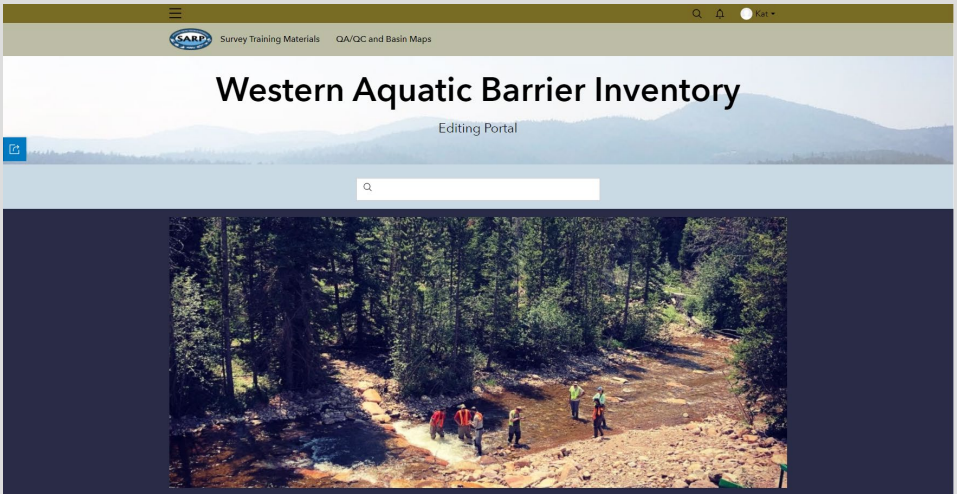 Kat
SARP
Survey Training Materials QA/QC and Basin Maps
Western Aquatic Barrier Inventory
Editing Portal